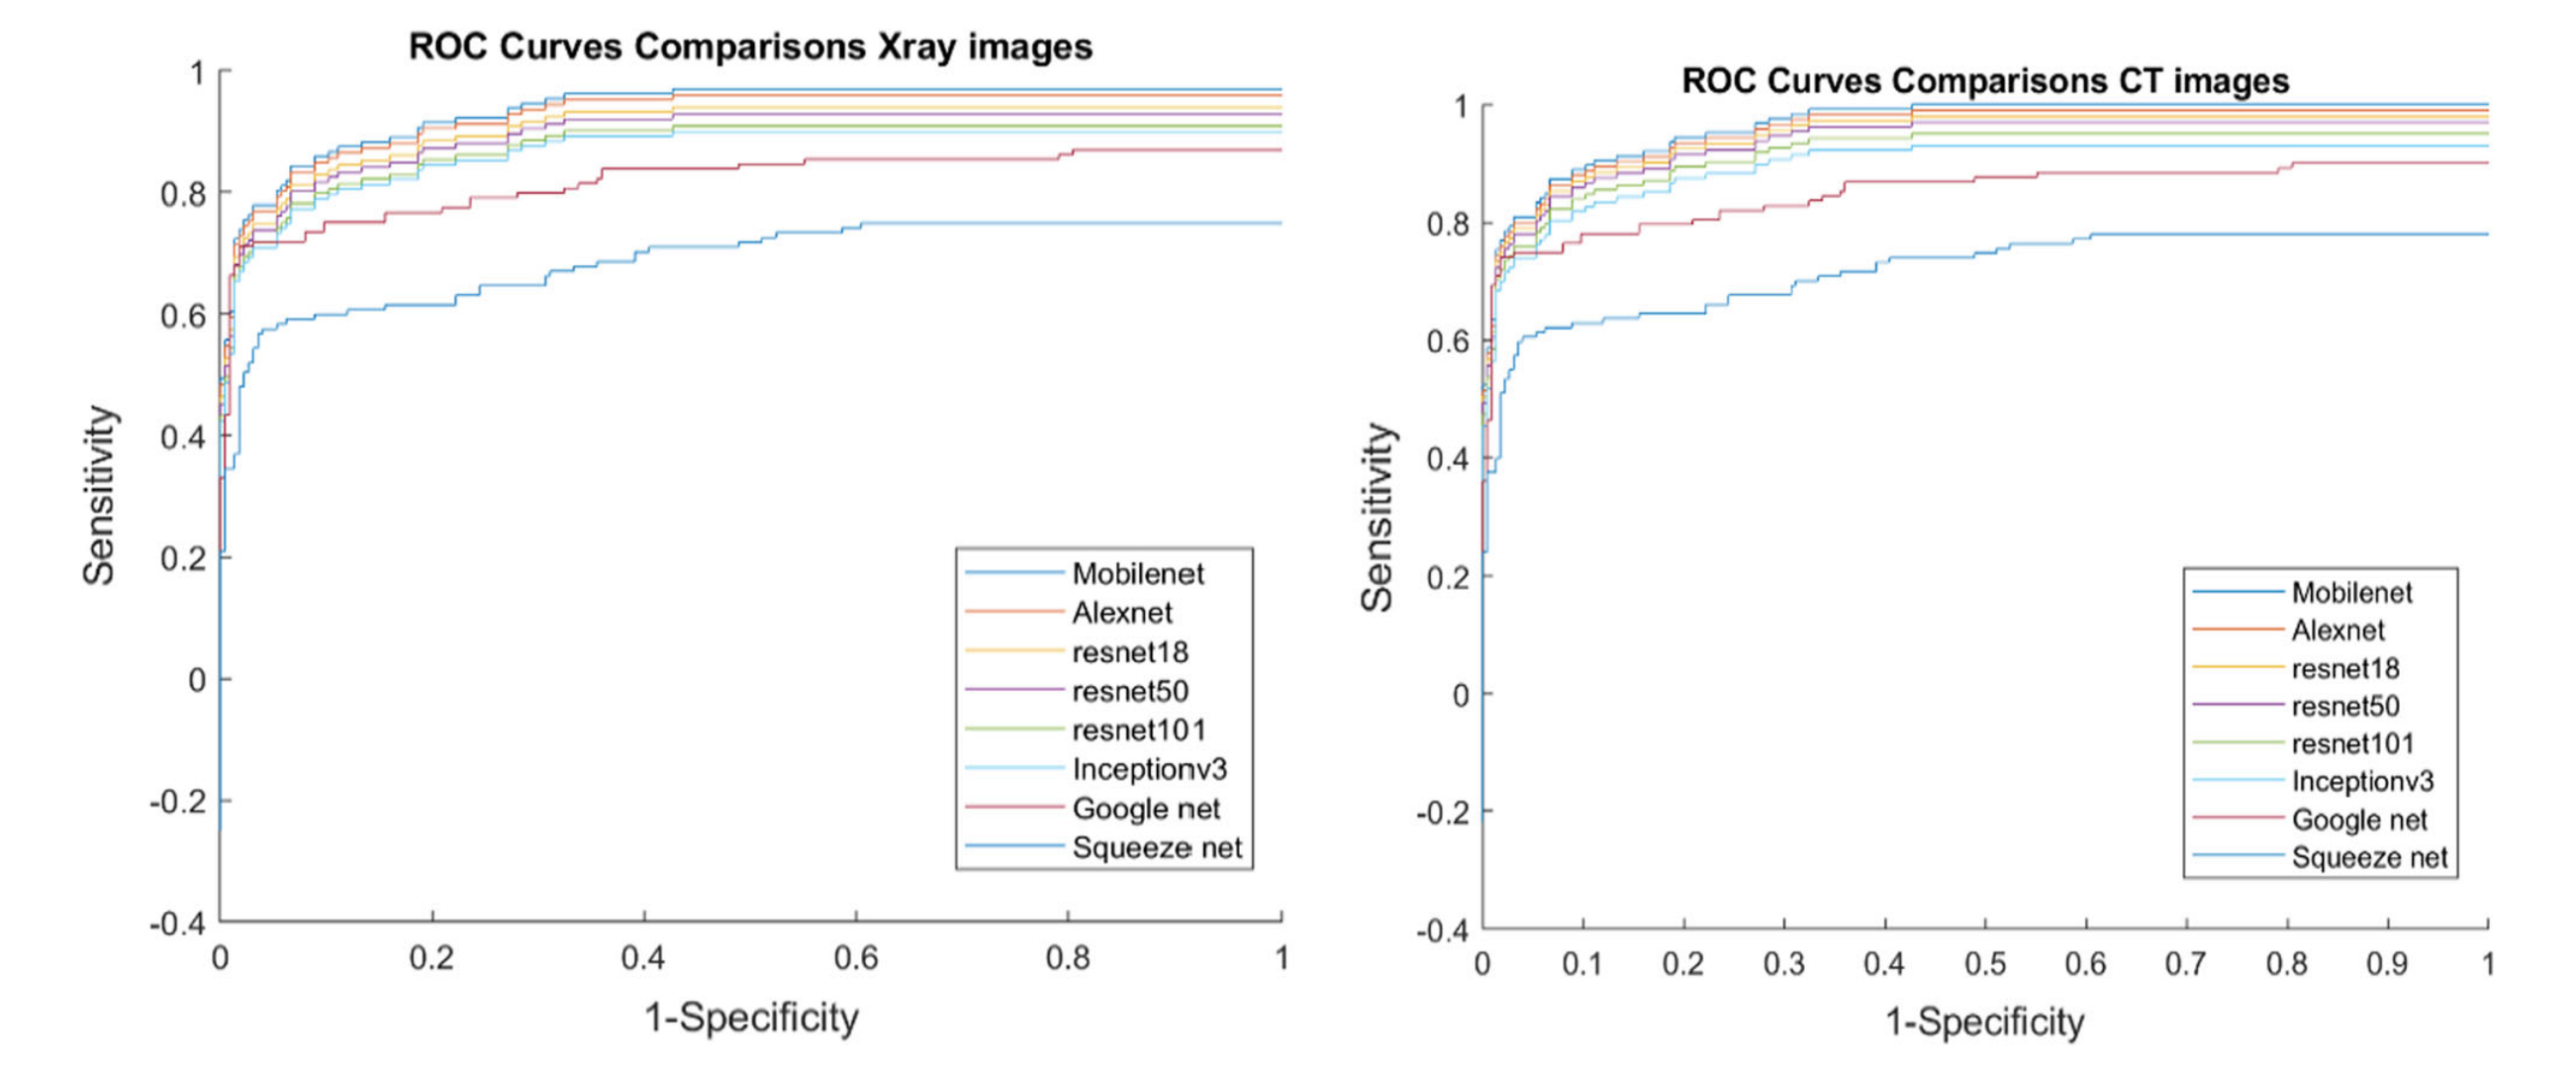 ROC Curves Comparisons Xray images
1
0.8
0.6
0.4
0.2
0
-0.2
-0.4
Sensitivity
0 0.2 0.4 0.6 0.8 1
1-Specificity
Mobilenet
Alexnet
resnet18
resnet50
resnet101
Inceptionv3
Google net
Squeeze net
ROC Curves Comparisons CT images
1
0.8
0.6
0.4
0.2
0
-0.2
-0.4
Sensitivity
0 0.1 0.2 0.3 0.4 0.5 0.6 0.7 0.8 0.9 1
1-Specificity
Mobilenet
Alexnet
resnet18
resnet50
resnet101
Inceptionv3
Google net
Squeeze net